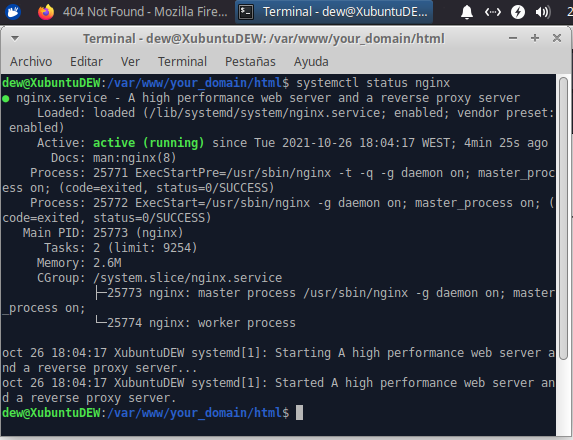 404 Not Found - Mozilla Fire...
Terminal - dew@XubuntuDE...
2
Terminal - dew@XubuntuDEW: /var/www/your_domain/html
Archivo Editar Ver Terminal Pestañas Ayuda
dew@XubuntuDEW:/var/www/your_domain/html$ systemctl status nginx
● nginx.service - A high performance web server and a reverse proxy server
Loaded: loaded (/lib/systemd/system/nginx.service; enabled; vendor preset:
enabled)
Active: active (running) since Tue 2021-10-26 18:04:17 WEST; 4min 25s ago
Docs: man:nginx(8)
Process: 25771 ExecStartPre=/usr/sbin/nginx -t -q -g daemon on; master_proc
ess on; (code=exited, status=0/SUCCESS)
Process: 25772 ExecStart=/usr/sbin/nginx -g daemon on; master_process on; (
code=exited, status=0/SUCCESS)
Main PID: 25773 (nginx)
Tasks: 2 (limit: 9254)
Memory: 2.6M
CGroup: /system.slice/nginx.service
├─25773 nginx: master process /usr/sbin/nginx -g daemon on; master
_process on;
└─25774 nginx: worker process
oct 26 18:04:17 XubuntuDEW systemd[1]: Starting A high performance web server a
nd a reverse proxy server...
oct 26 18:04:17 XubuntuDEW systemd[1]: Started A high performance web server an
d a reverse proxy server.
dew@XubuntuDEW:/var/www/your_domain/html$